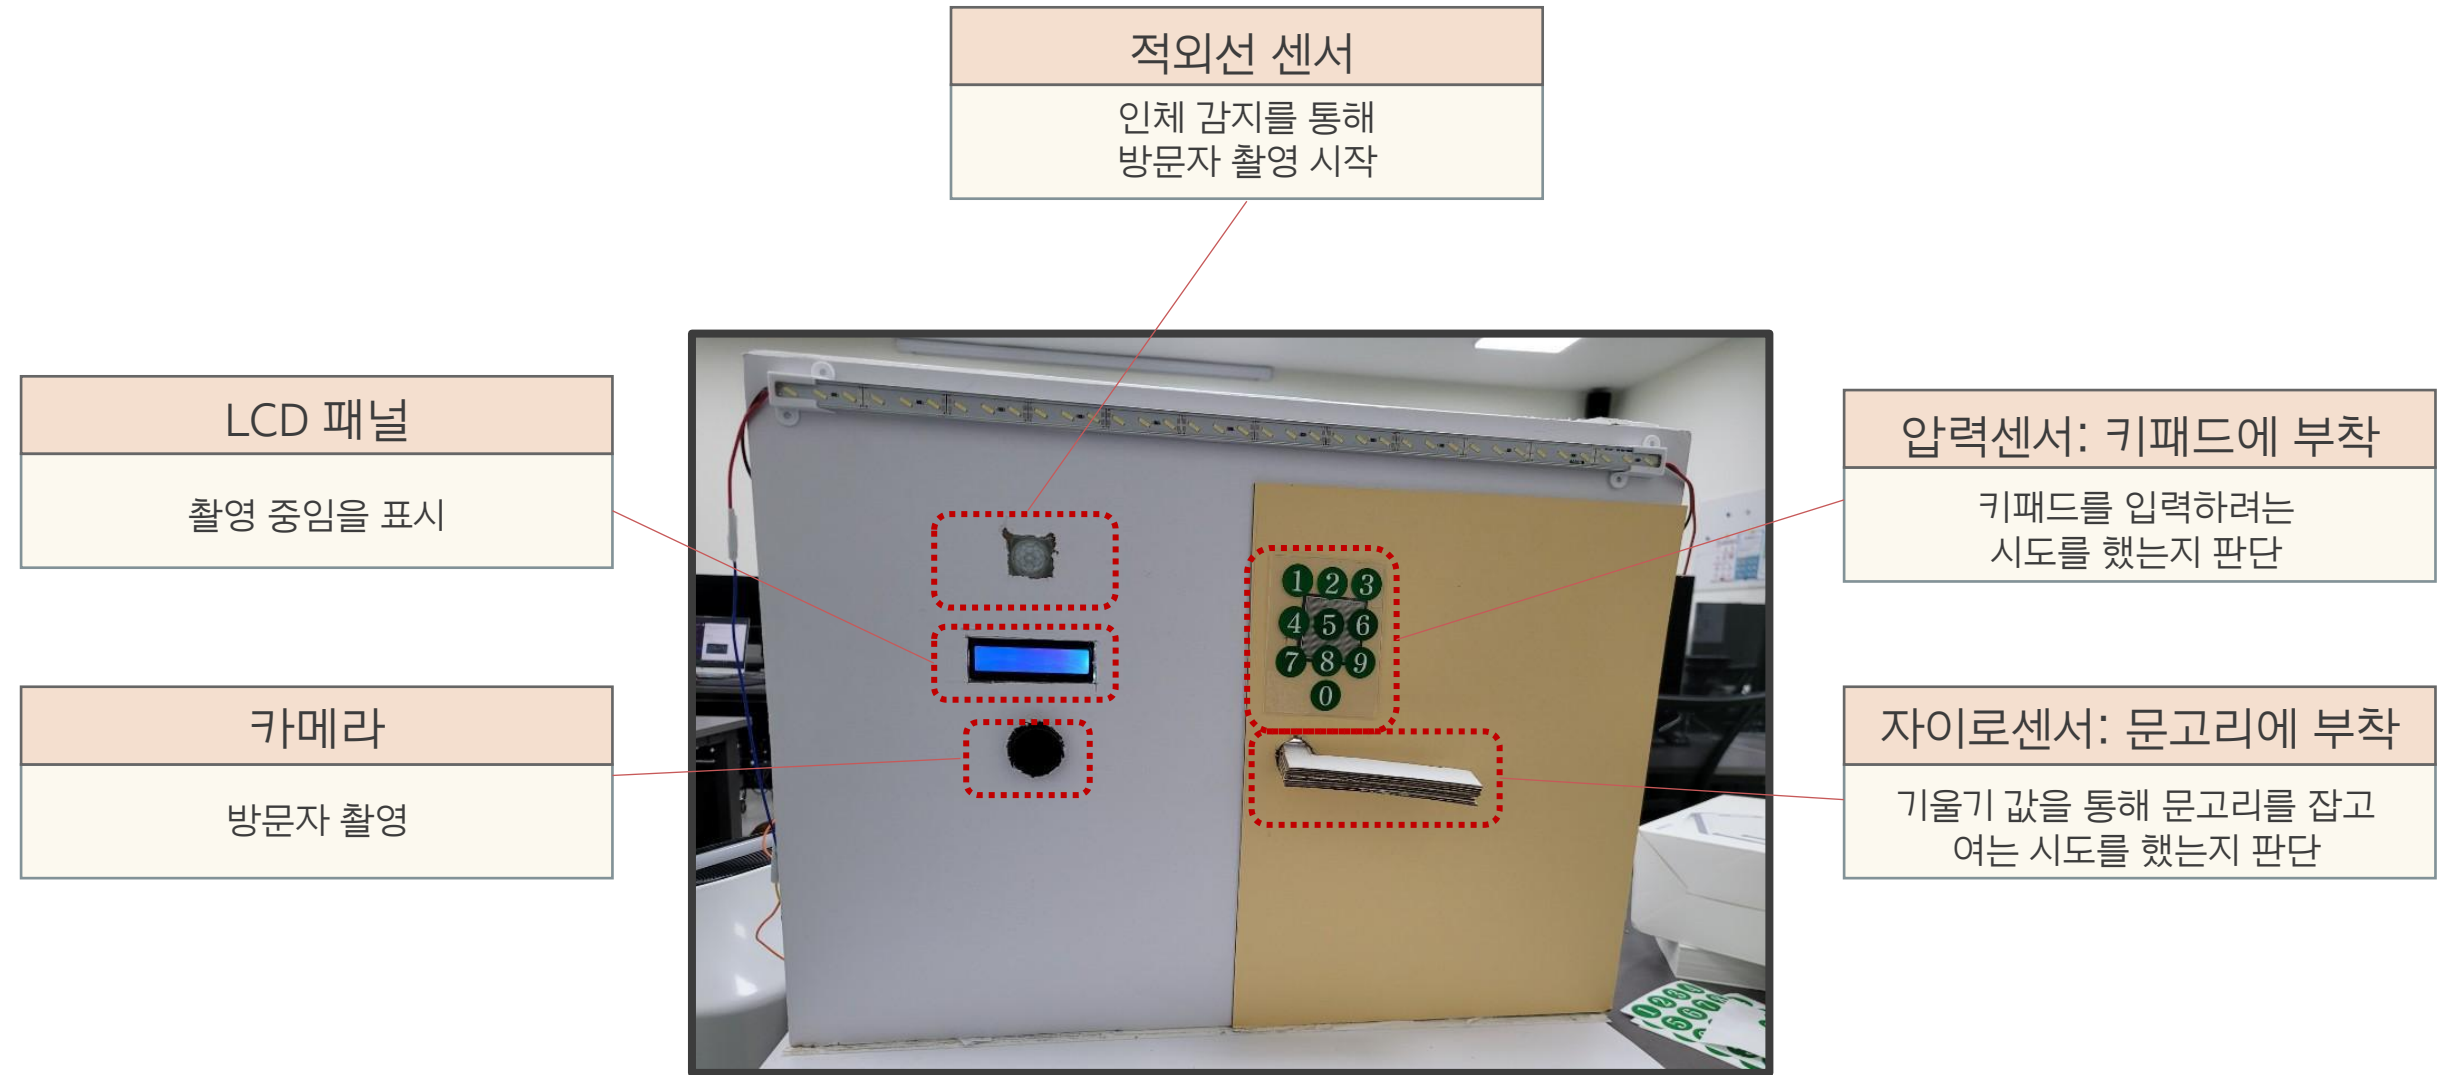 적외선 센서
인체 감지를 통해
방문자 촬영 시작
LCD 패널
촬영 중임을 표시
카메라
방문자 촬영
압력센서: 키패드에 부착
키패드를 입력하려는
시도를 했는지 판단
자이로센서: 문고리에 부착
기울기 값을 통해 문고리를 잡고
여는 시도를 했는지 판단
1 2 3
4 5 6
7 8 9
0